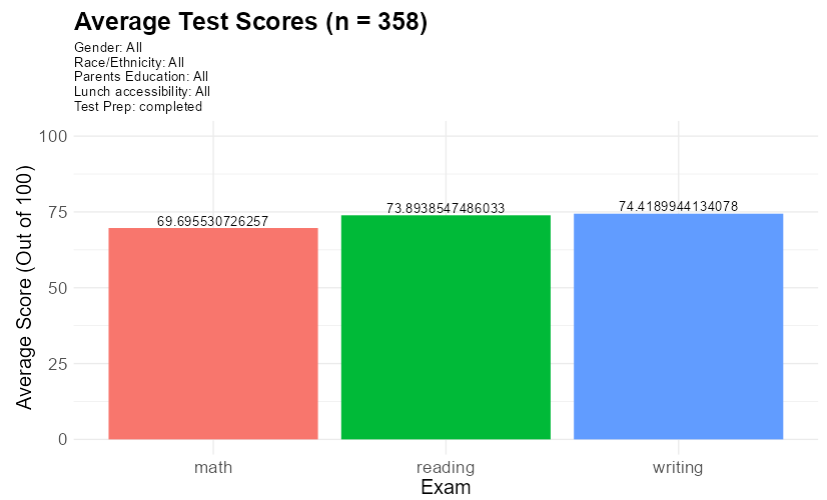 Average Test Scores (n = 358)
Gender: All
Race/Ethnicity: All
Parents Education: All
Lunch accessibility: All
Test Prep: completed
Average Score (Out of 100)
100
75
50
25
0
69.695530726257
73.8938547486033
74.4189944134078
math
reading
writing
Exam